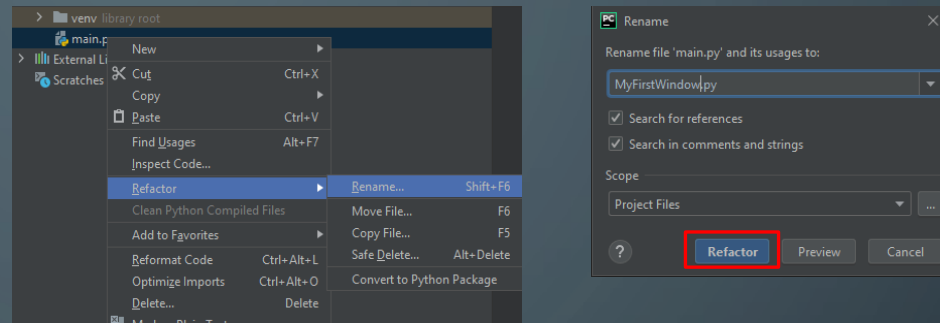 venv library root
main.p
External Li
Scratches
New
Cut Ctrl+X
Copy
Paste Ctrl+V
Find Usages Alt+F7
Inspect Code...
Refactor
Clean Python Compiled Files
Add to Favorites
Reformat Code Ctrl+Alt+L
Optimize Imports Ctrl+Alt+O
Delete... Delete
Rename... Shift+F6
Move File... F6
Copy File... F5
Safe Delete... Alt+Delete
Convert to Python Package
PC Rename
Rename file 'main.py' and its usages to:
MyFirstWindow.py
Search for references
Search in comments and strings
Scope
Project Files ...
? Refactor Preview Cancel